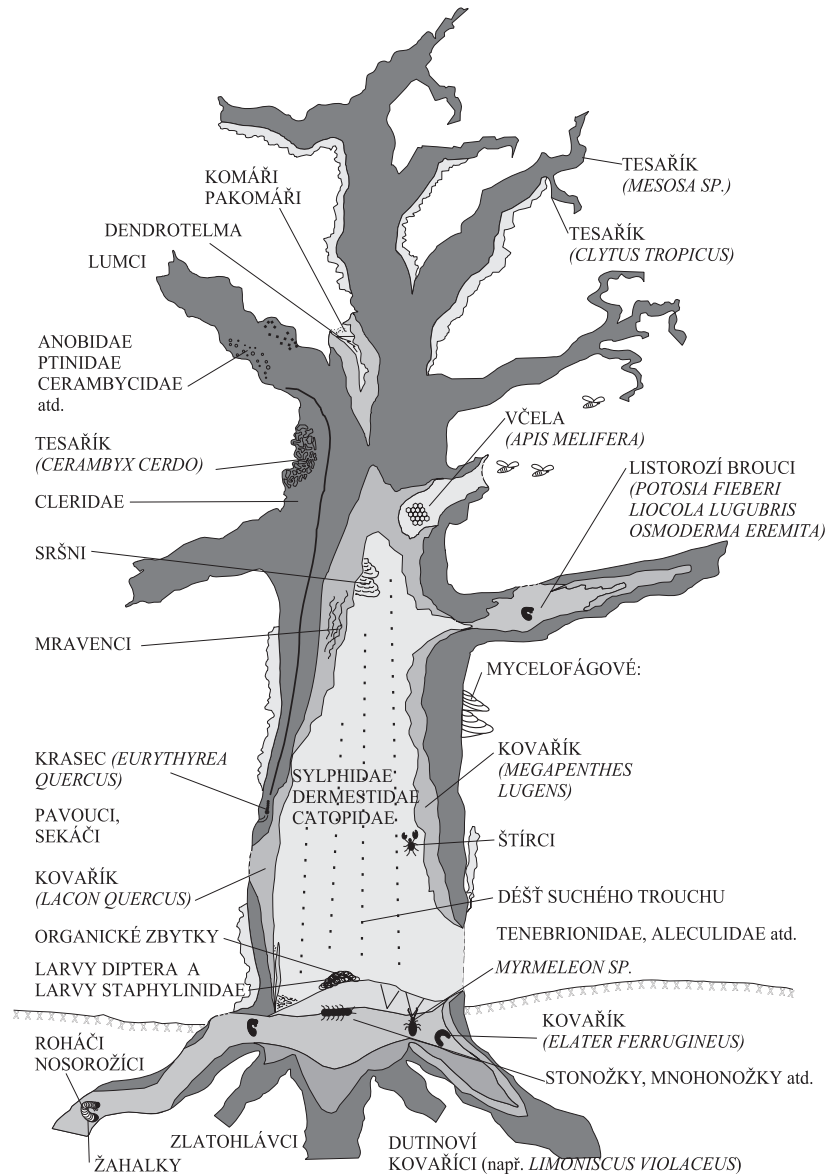 KOMÁŘI
PAKOMÁŘI
DENDROTELMA
LUMCI
TESAŘÍK
(MESOSA SP.)
TESAŘÍK
(CLYTUS TROPICUS)
ANOBIDAE
PTINIDAE
CERAMBYCIDAE
atd.
VČELA
(APIS MELIFERA)
TESAŘÍK
(CERAMBYX CERDO)
LISTOROZÍ BROUCI
(POTOSIA FIEBERI
LIOCOLA LUGUBRIS
OSMODERMA EREMITA)
CLERIDAE
SRŠNI
MRAVENCI
MYCELOFÁGOVÉ:
KRASEC (EURYTHYREA
QUERCUS)
KOVAŘÍK
(MEGAPENTHES
LUGENS)
SYLPHIDAE
DERMESTIDAE
CATOPIDAE
PAVOUCI,
SEKÁČI
ŠTÍRCI
KOVAŘÍK
(LACON QUERCUS)
DÉŠŤ SUCHÉHO TROUCHU
ORGANICKÉ ZBYTKY
TENEBRIONIDAE, ALECULIDAE atd.
LARVY DIPTERA A
LARVY STAPHYLINIDAE
MYRMELEON SP.
KOVAŘÍK
(ELATER FERRUGINEUS)
ROHÁČI
NOSOROŽÍCI
STONOŽKY, MNOHONOŽKY atd.
ZLATOHLÁVCI
DUTINOVÍ
KOVAŘÍCI (např. LIMONISCUS VIOLACEUS)
ŽAHALKY